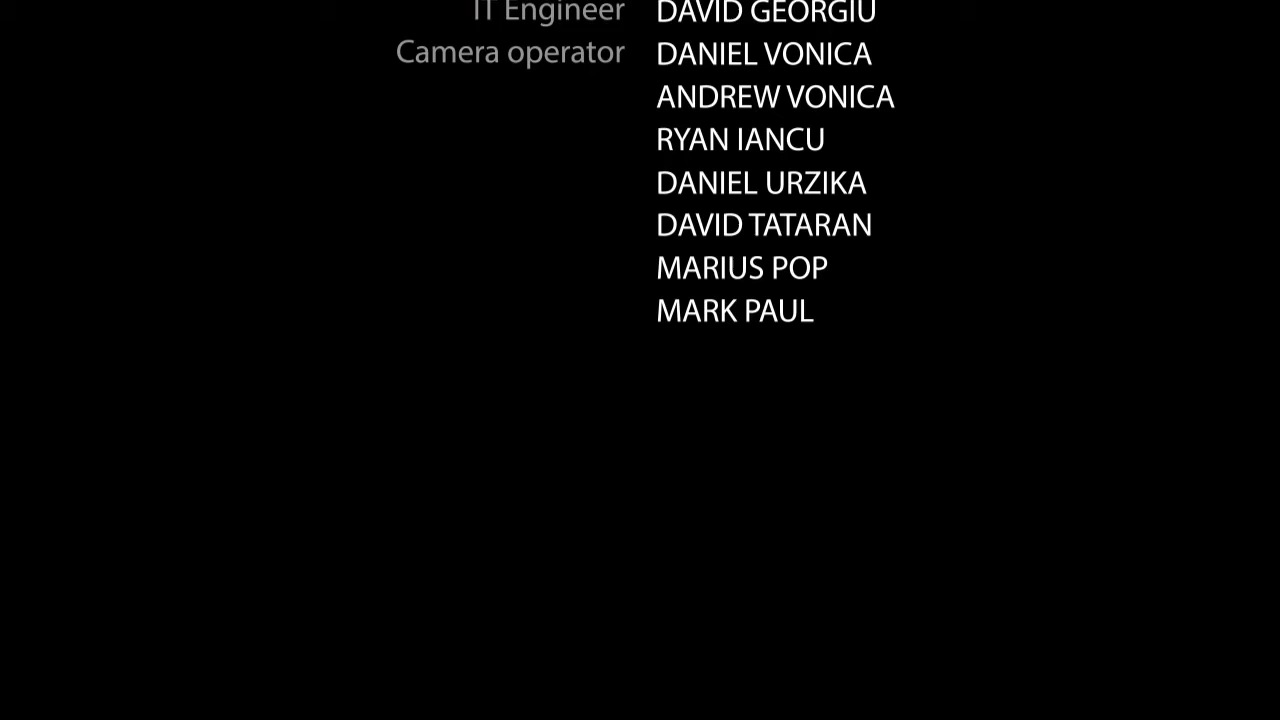 IT Engineer DAVID GEORGIU
Camera operator DANIEL VONICA
ANDREW VONICA
RYAN IANCU
DANIEL URZIKA
DAVID TATARAN
MARIUS POP
MARK PAUL